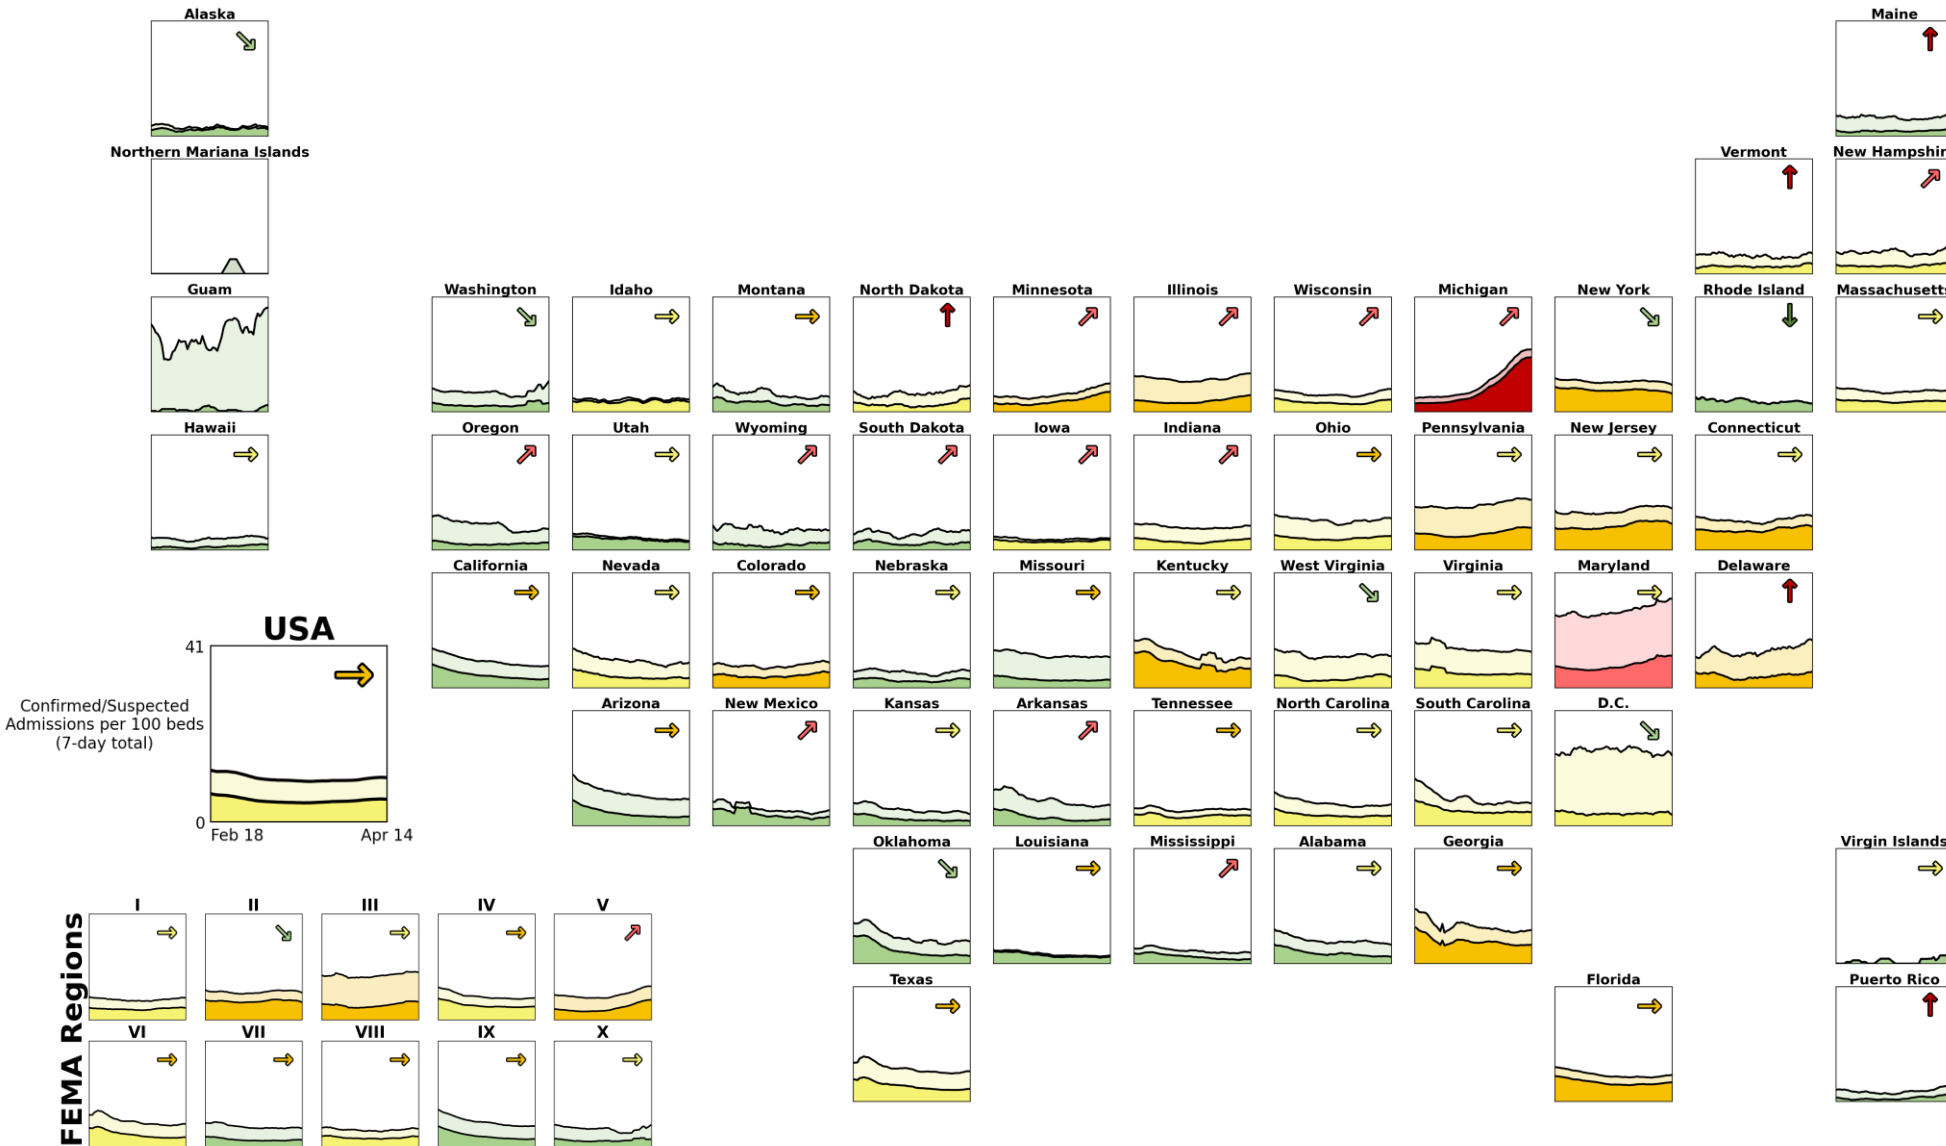 Alaska
Maine
Northern Mariana Islands
Vermont
New Hampshir
Guam
Washington
Idaho
Montana
North Dakota
Minnesota
Illinois
Wisconsin
Michigan
New York
Rhode Island
Massachusetts
Hawaii
Oregon
Utah
Wyoming
South Dakota
Iowa
Indiana
Ohio
Pennsylvania
New Jersey
Connecticut
California
Nevada
Colorado
Nebraska
Missouri
Kentucky
West Virginia
Virginia
Maryland
Delaware
USA
41
Confirmed/Suspected
Admissions per 100 beds
(7-day total)
0
Feb 18
Apr 14
Arizona
New Mexico
Kansas
Arkansas
Tennessee
North Carolina
South Carolina
D.C.
Oklahoma
Louisiana
Mississippi
Alabama
Georgia
Virgin Islands
FEMA Regions
I
II
III
IV
V
Texas
Florida
Puerto Rico
VI
VII
VIII
IX
X